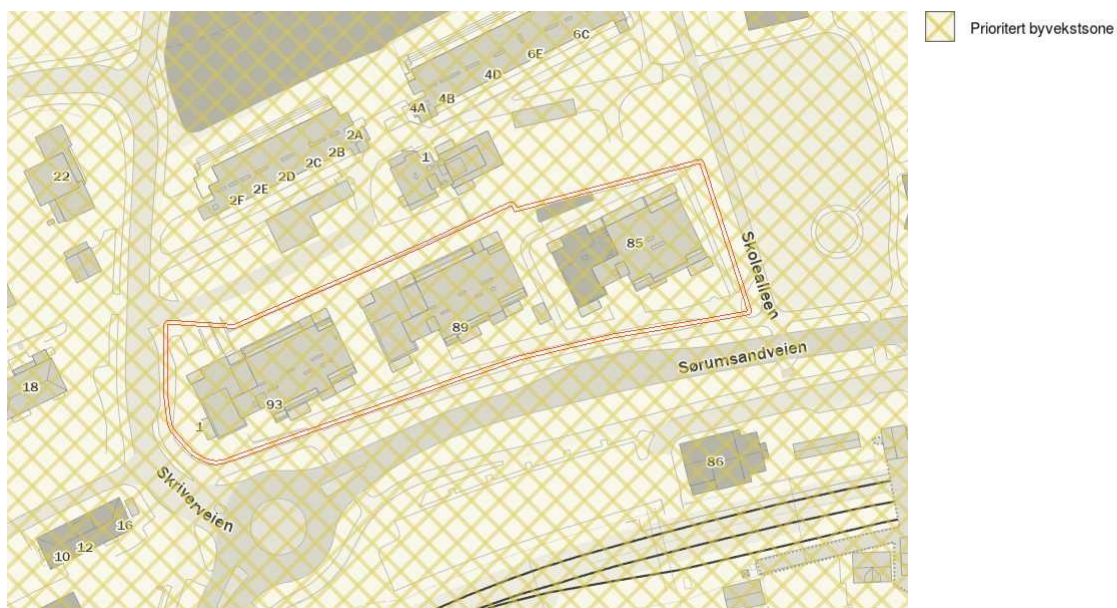 Prioritert byvekstsone
6C
6E
4D
4B
4A
2A
2B
2C
2D
2E
2F
1
22
85
Skolealleen
89
Sørumsandveien
18
93
1
86
Skriverveien
16
12
10